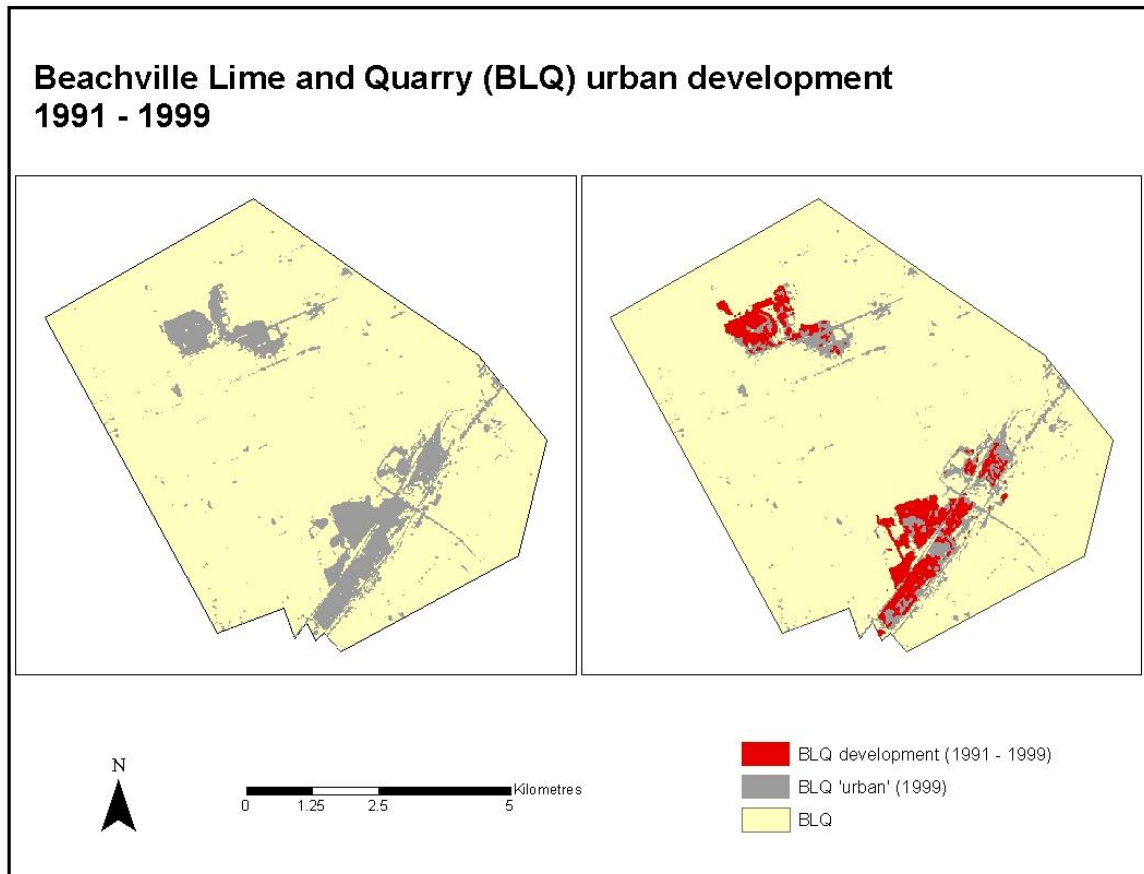 Beachville Lime and Quarry (BLQ) urban development
1991 - 1999
N
Kilometres
0 1.25 2.5 5
BLQ development (1991 - 1999)
BLQ 'urban' (1999)
BLQ